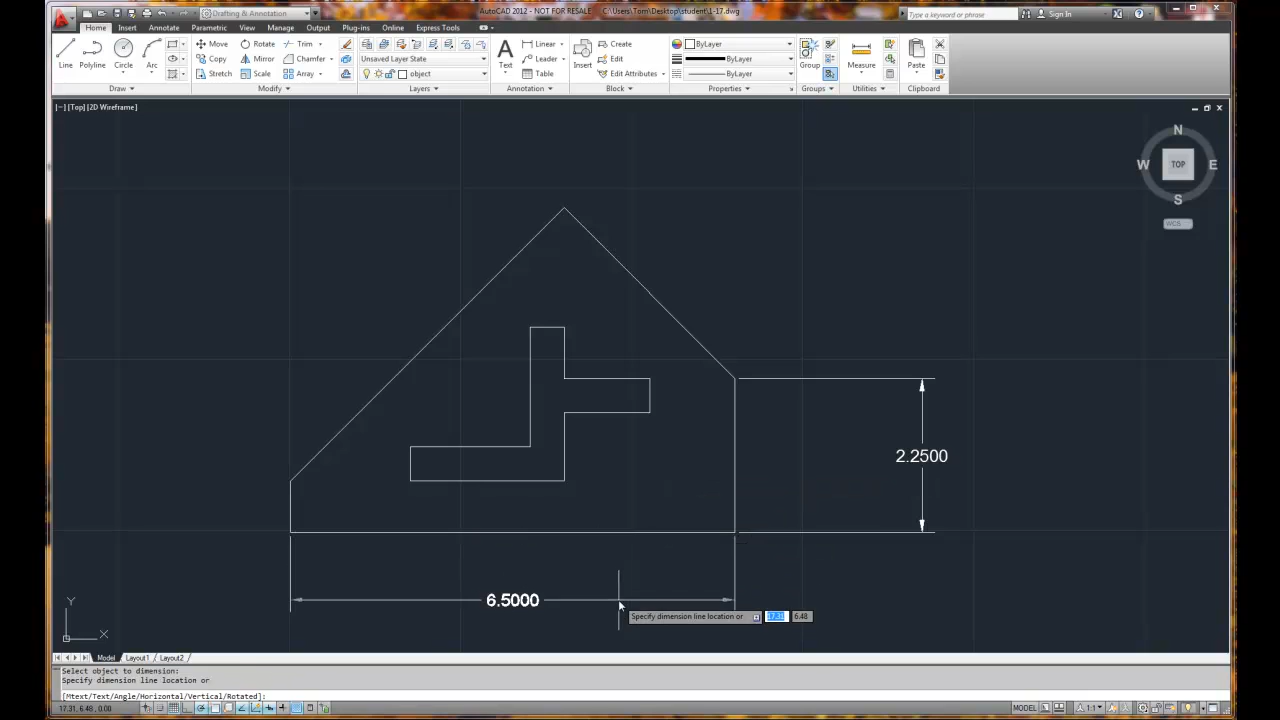 AutoCAD 2012 - NOT FOR RESALE C:\Users\Tom\Desktop\student\1-17.dwg
Drafting & Annotation
Type a keyword or phrase
Sign In
Home Insert Annotate Parametric View Manage Output Plug-ins Online Express Tools
Line Polyline Circle Arc
Move Rotate Trim
Copy Mirror Chamfer
Stretch Scale Array
Unsaved Layer State
object
Text
Linear
Leader
Table
Insert
Create
Edit
Edit Attributes
ByLayer
ByLayer
ByLayer
Group
Measure
Paste
Draw Modify Layers Annotation Block Properties Groups Utilities Clipboard
[−][Top][2D Wireframe]
N
W TOP E
S
WCS
2.2500
6.5000
Specify dimension line location or 17.31 6.48
Y
X
Model Layout1 Layout2
Select object to dimension:
Specify dimension line location or
[Mtext/Text/Angle/Horizontal/Vertical/Rotated]:
17.31, 6.48, 0.00
MODEL
1:1